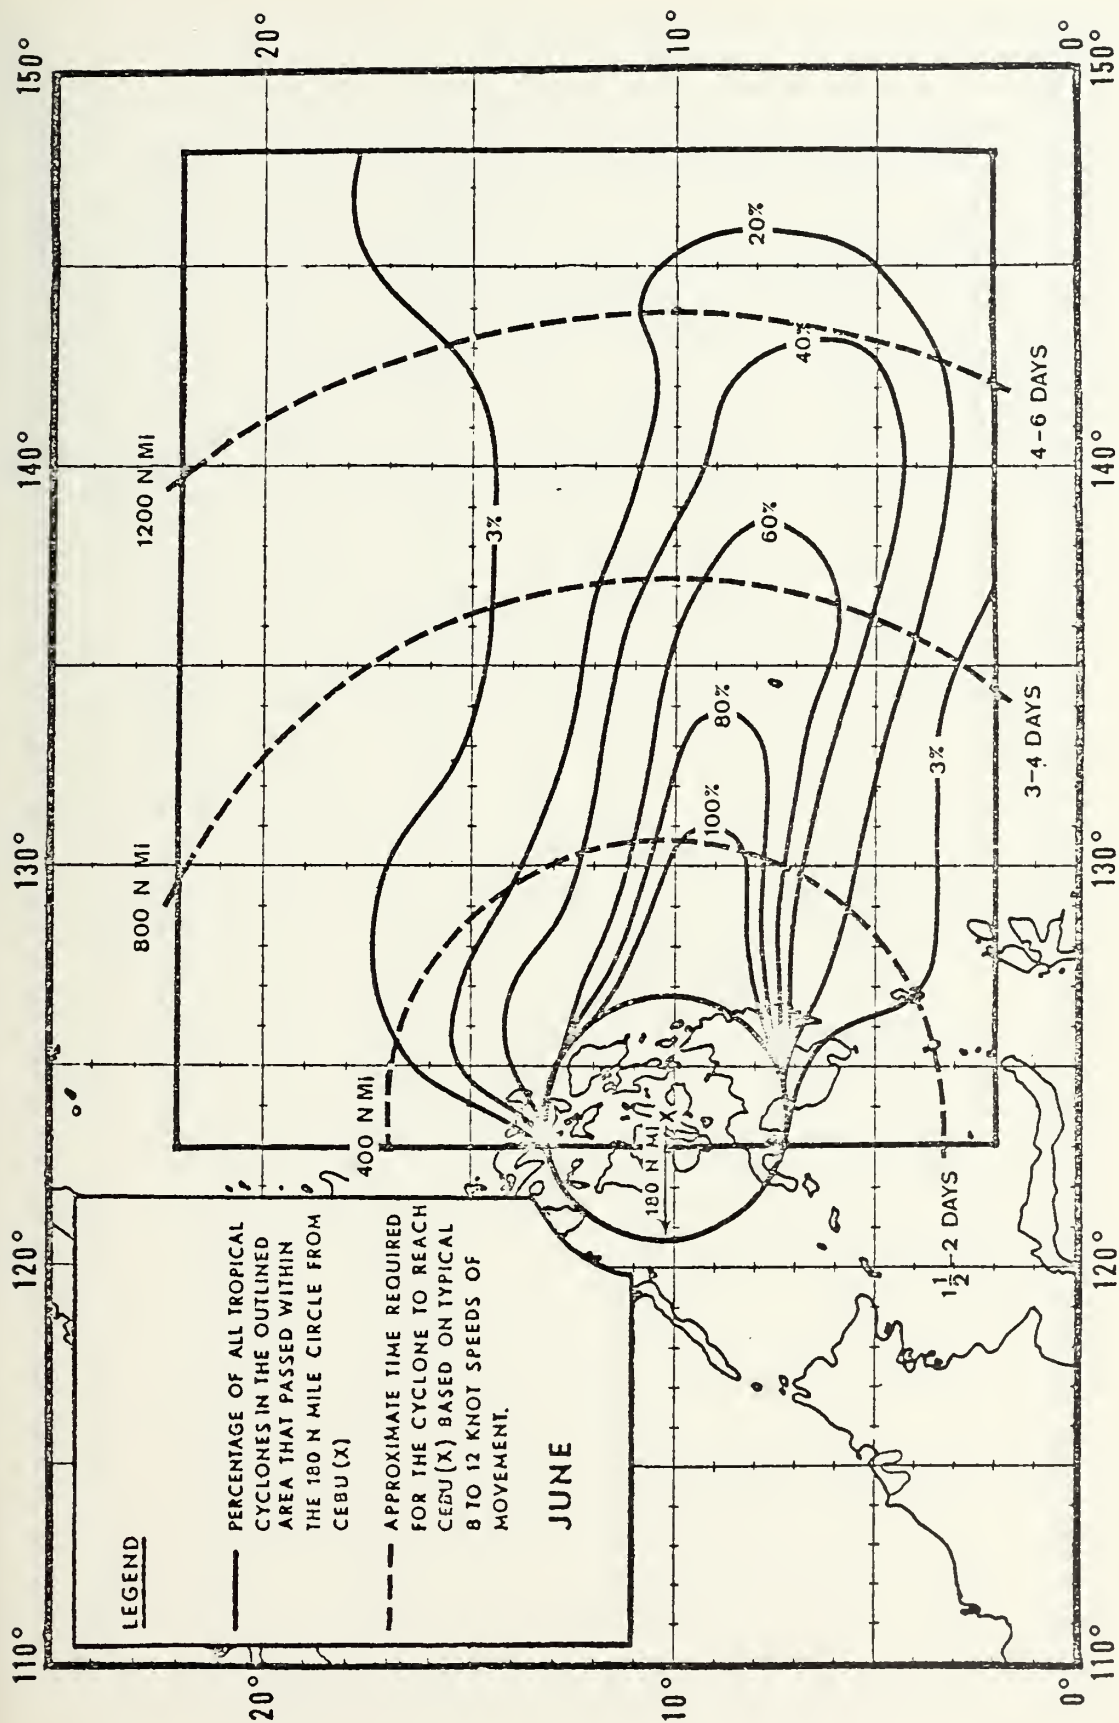 LEGEND
PERCENTAGE OF ALL TROPICAL
CYCLONES IN THE OUTLINED
AREA THAT PASSED WITHIN
THE 180 N MILE CIRCLE FROM
CEBU (X)
APPROXIMATE TIME REQUIRED
FOR THE CYCLONE TO REACH
CEBU (X) BASED ON TYPICAL
8 TO 12 KNOT SPEEDS OF
MOVEMENT.
JUNE
110°
120°
130°
140°
150°
20°
10°
0°
20°
10°
0°
110°
120°
130°
140°
150°
400 N MI
800 N MI
1200 N MI
180 N MI
X
3%
20%
40%
60%
80%
100%
3%
1½-2 DAYS
3-4 DAYS
4-6 DAYS